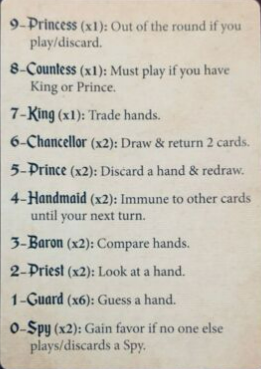 9-Princess (x1): Out of the round if you
play/discard.
8-Countess (x1): Must play if you have
King or Prince.
7-King (x1): Trade hands.
6-Chancellor (x2): Draw & return 2 cards.
5-Prince (x2): Discard a hand & redraw.
4-Handmaid (x2): Immune to other cards
until your next turn.
3-Baron (x2): Compare hands.
2-Priest (x2): Look at a hand.
1-Guard (x6): Guess a hand.
0-Spy (x2): Gain favor if no one else
plays/discards a Spy.